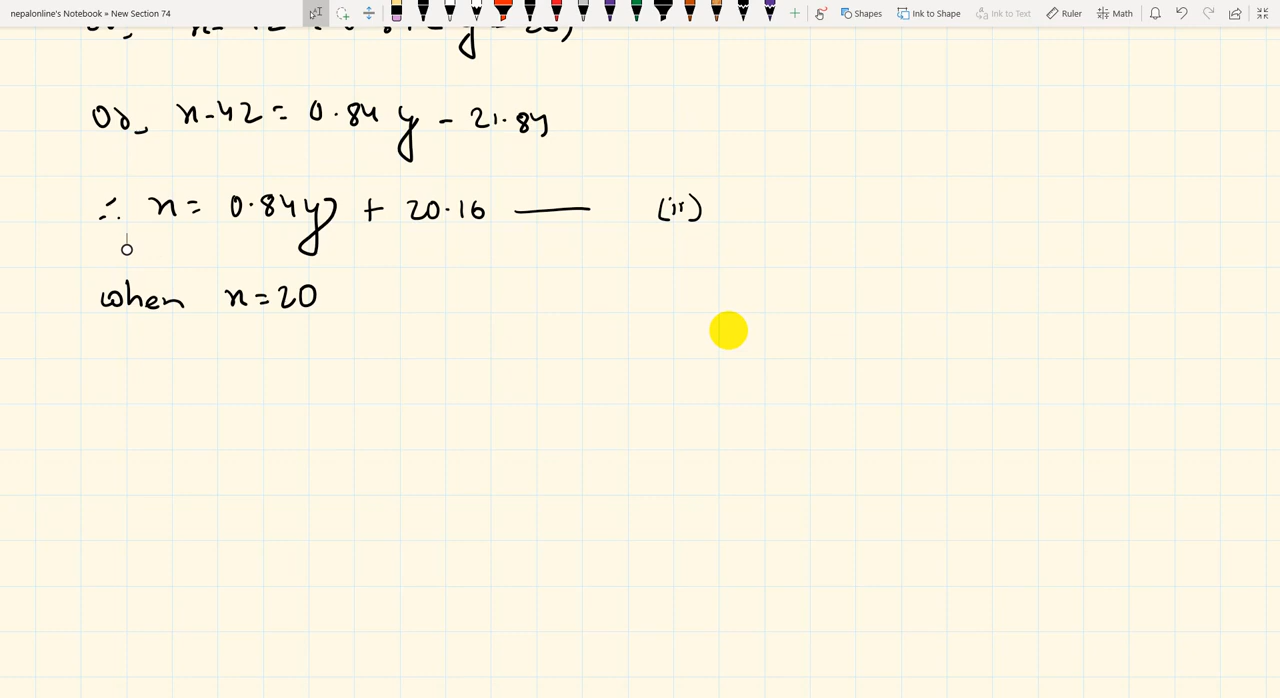 nepalonline's Notebook » New Section 74
Shapes
Ink to Shape
Ink to Text
Ruler
Math
Or, x-42 = 0.84 y - 21.84
∴ x = 0.84y + 20.16 —— (ii)
when x = 20